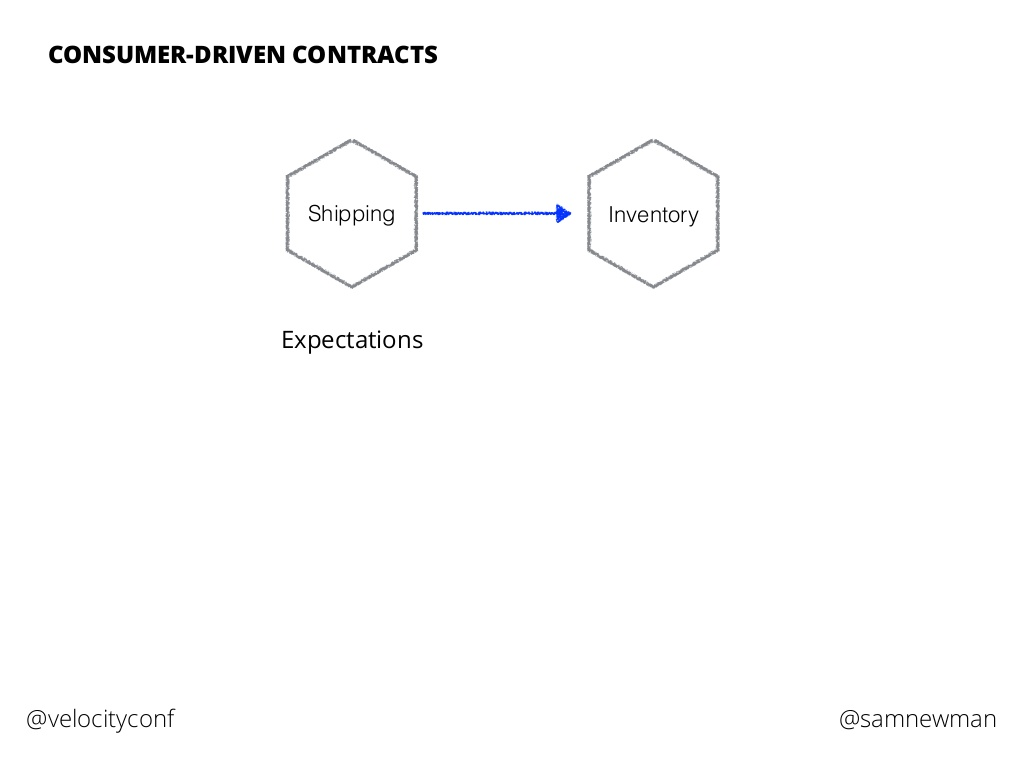 CONSUMER-DRIVEN CONTRACTS
Shipping
Inventory
Expectations
@velocityconf
@samnewman